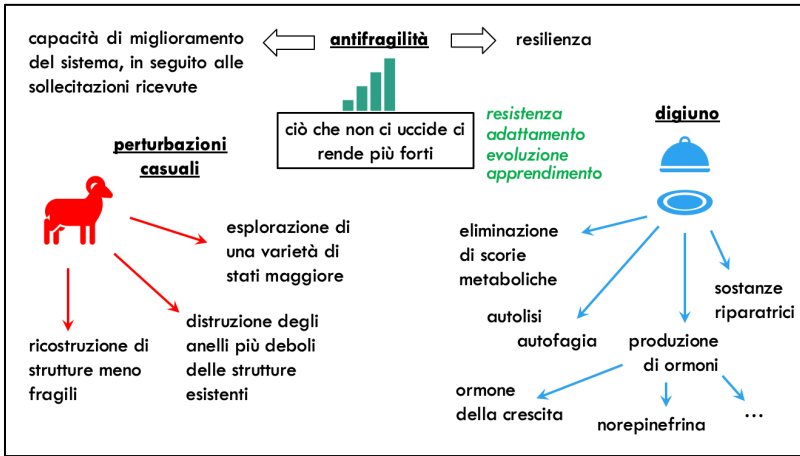 capacità di miglioramento
del sistema, in seguito alle
sollecitazioni ricevute
antifragilità
resilienza
ciò che non ci uccide ci
rende più forti
resistenza
adattamento
evoluzione
apprendimento
perturbazioni
casuali
esplorazione di
una varietà di
stati maggiore
distruzione degli
anelli più deboli
delle strutture
esistenti
ricostruzione di
strutture meno
fragili
digiuno
eliminazione
di scorie
metaboliche
autolisi
autofagia
produzione
di ormoni
sostanze
riparatrici
ormone
della crescita
norepinefrina
...